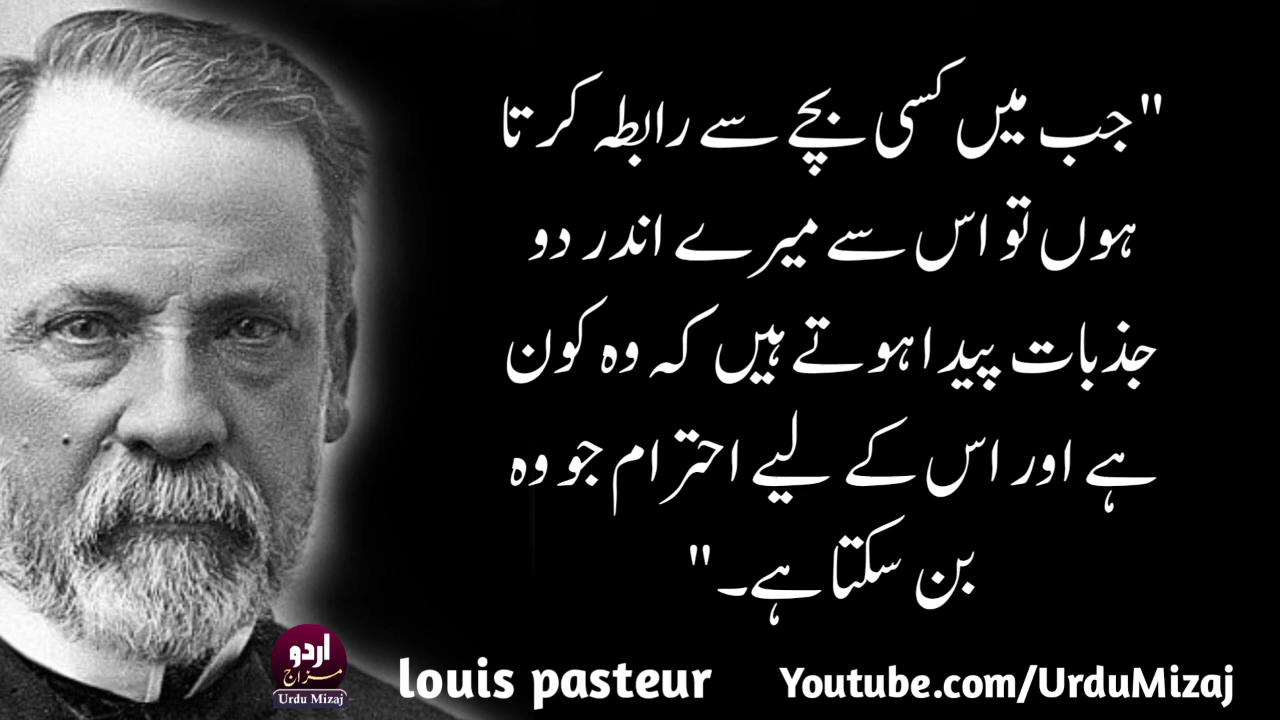 "جب میں کسی بچے سے رابطہ کرتا
ہوں تو اس سے میرے اندر دو
جذبات پیدا ہوتے ہیں کہ وہ کون
ہے اور اس کے لیے احترام جو وہ
بن سکتا ہے۔"
اردو
مزاج
Urdu Mizaj
louis pasteur
Youtube.com/UrduMizaj